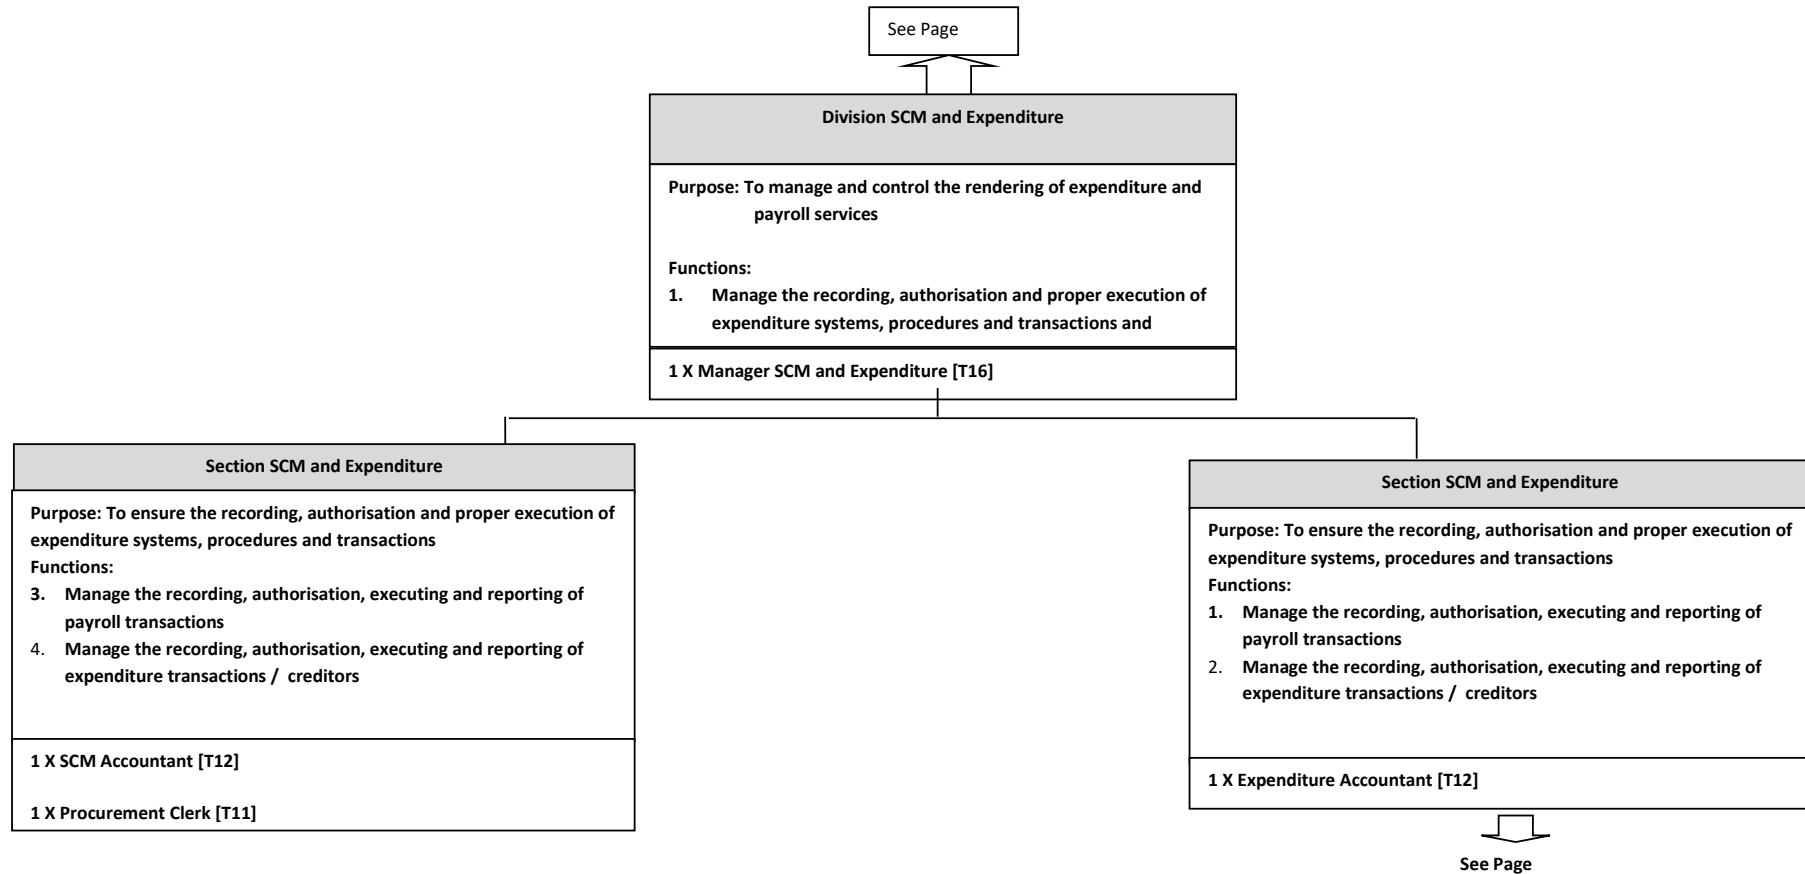 See Page
Division SCM and Expenditure
Purpose: To manage and control the rendering of expenditure and
payroll services
Functions:
1. Manage the recording, authorisation and proper execution of
expenditure systems, procedures and transactions and
1 X Manager SCM and Expenditure [T16]
Section SCM and Expenditure
Purpose: To ensure the recording, authorisation and proper execution of
expenditure systems, procedures and transactions
Functions:
3. Manage the recording, authorisation, executing and reporting of
payroll transactions
4. Manage the recording, authorisation, executing and reporting of
expenditure transactions / creditors
1 X SCM Accountant [T12]
1 X Procurement Clerk [T11]
Section SCM and Expenditure
Purpose: To ensure the recording, authorisation and proper execution of
expenditure systems, procedures and transactions
Functions:
1. Manage the recording, authorisation, executing and reporting of
payroll transactions
2. Manage the recording, authorisation, executing and reporting of
expenditure transactions / creditors
1 X Expenditure Accountant [T12]
See Page